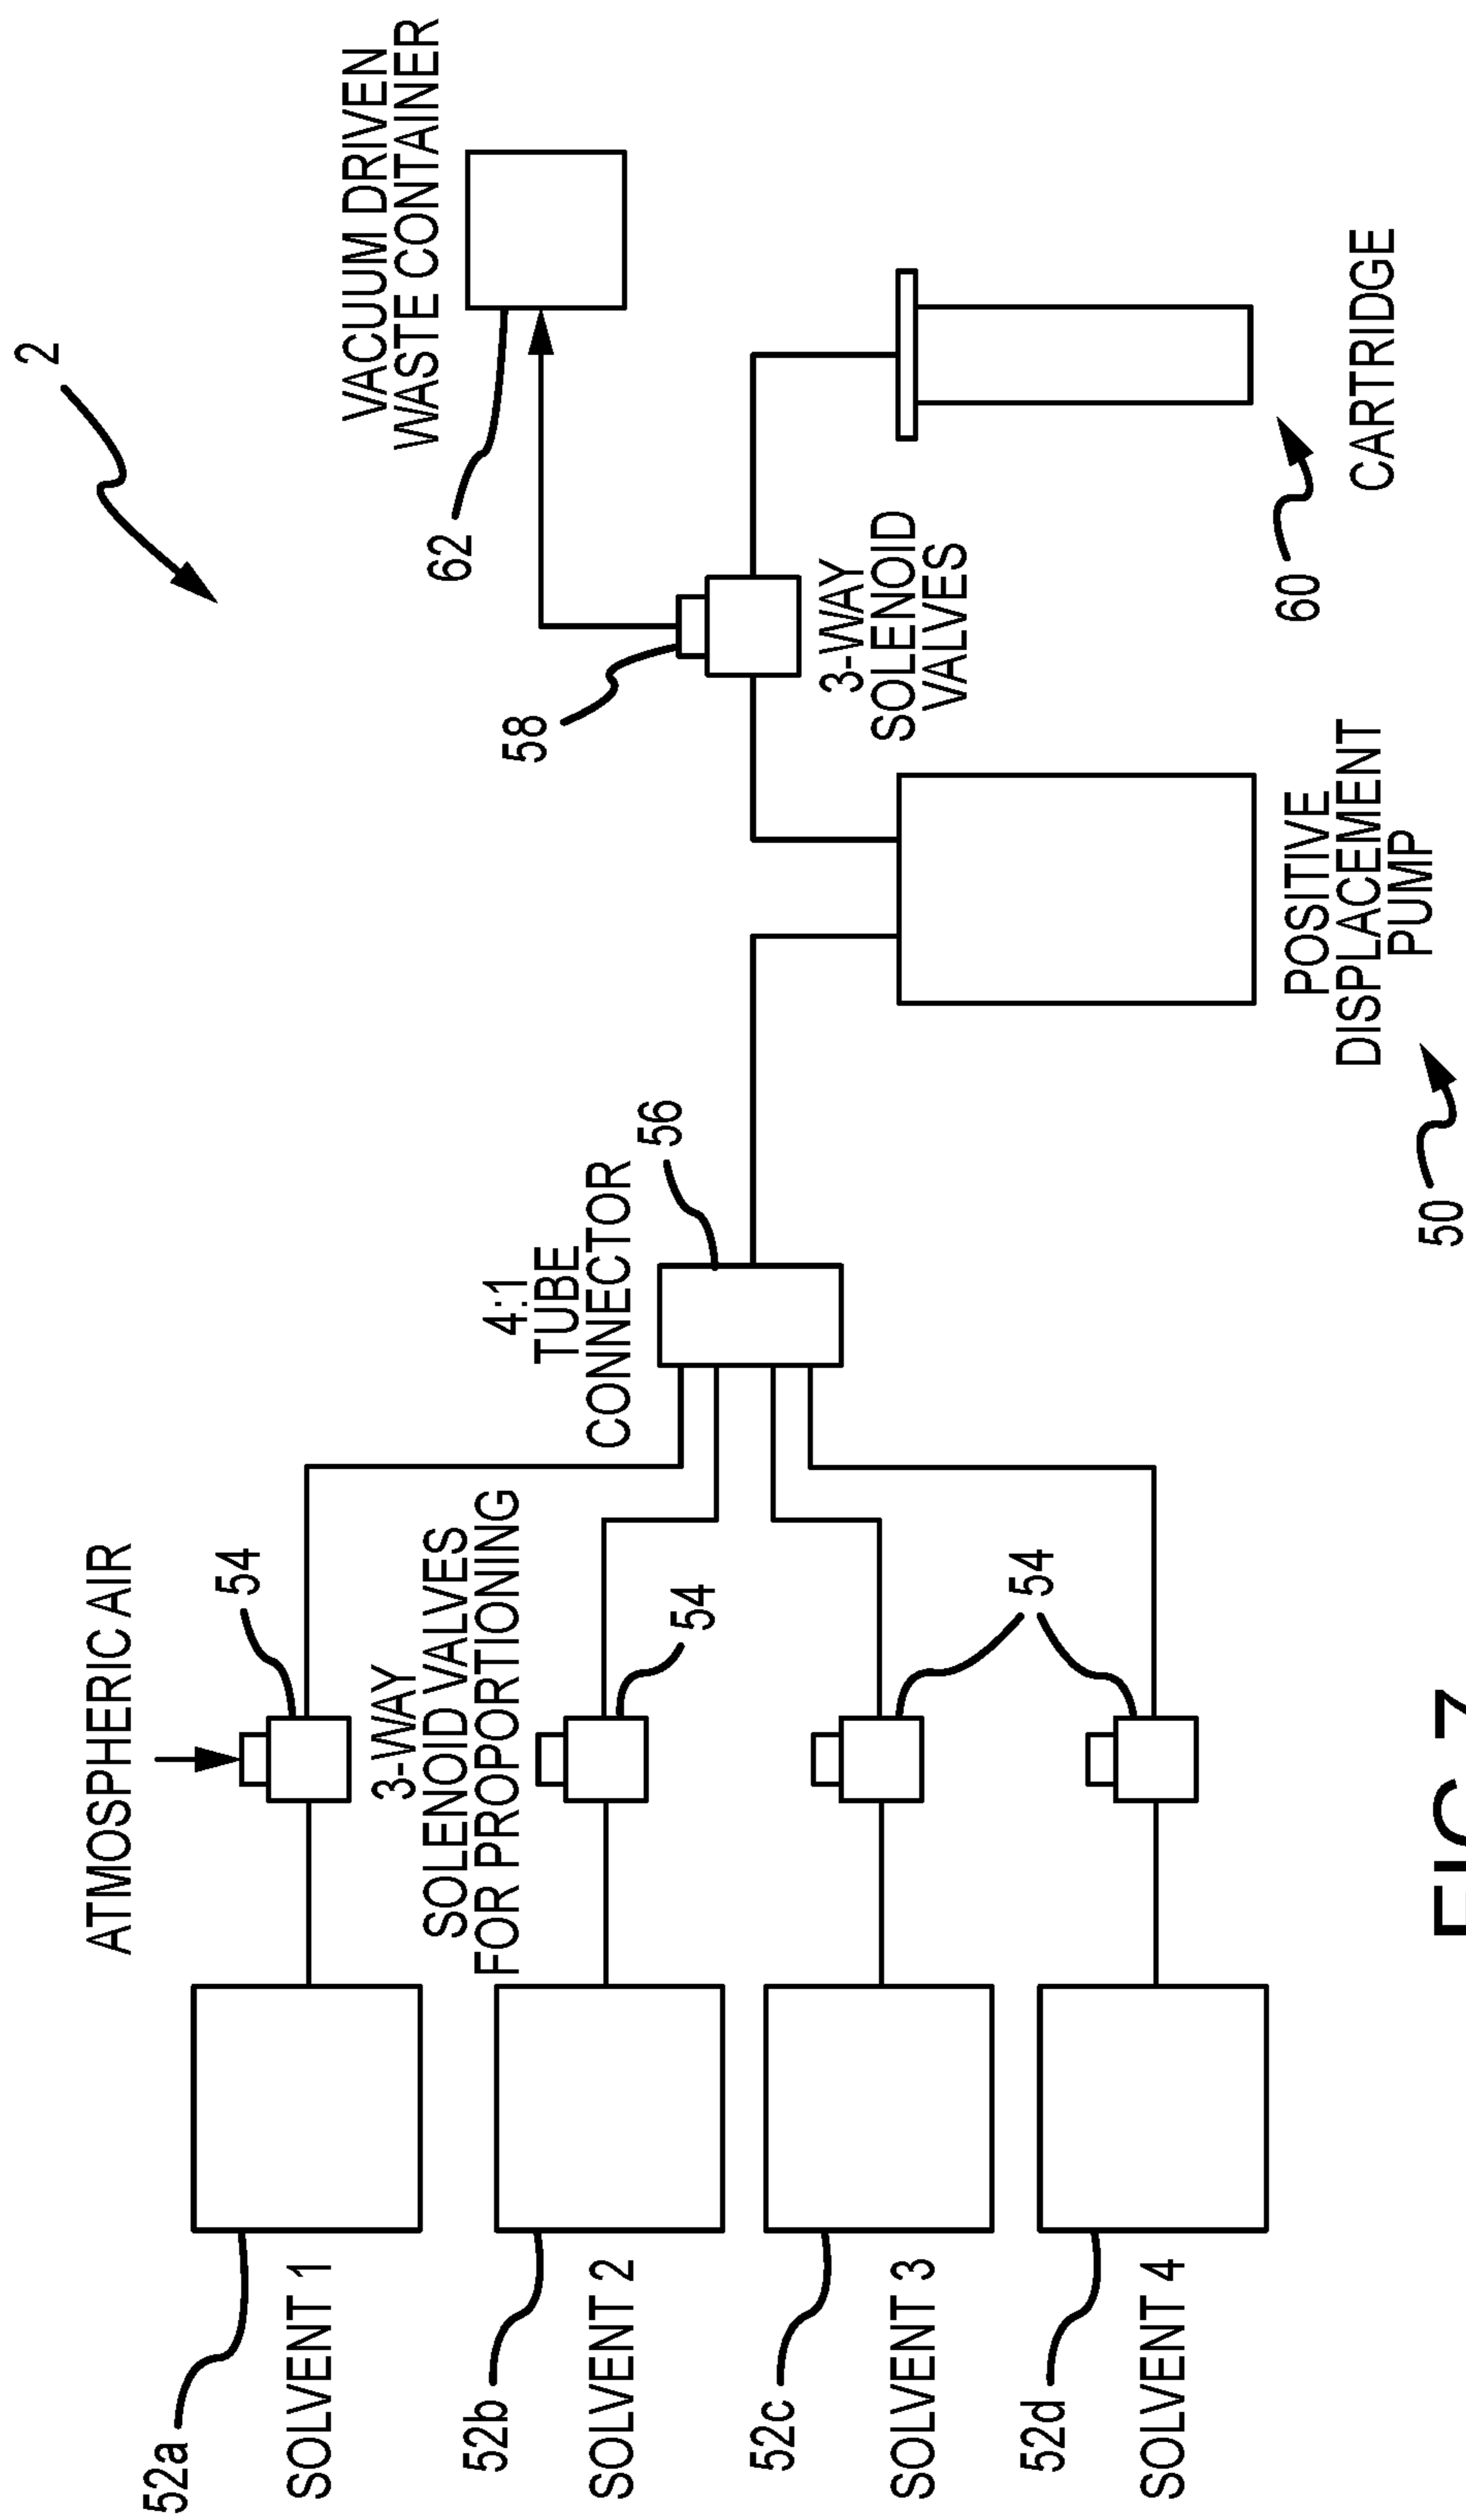 2
VACUUM DRIVEN
WASTE CONTAINER
62
58
3-WAY
SOLENOID
VALVES
60
CARTRIDGE
ATMOSPHERIC AIR
54
3-WAY
SOLENOID VALVES
FOR PROPORTIONING
54
54
4:1
TUBE
CONNECTOR
56
POSITIVE
DISPLACEMENT
PUMP
50
52a
SOLVENT 1
52b
SOLVENT 2
52c
SOLVENT 3
52d
SOLVENT 4